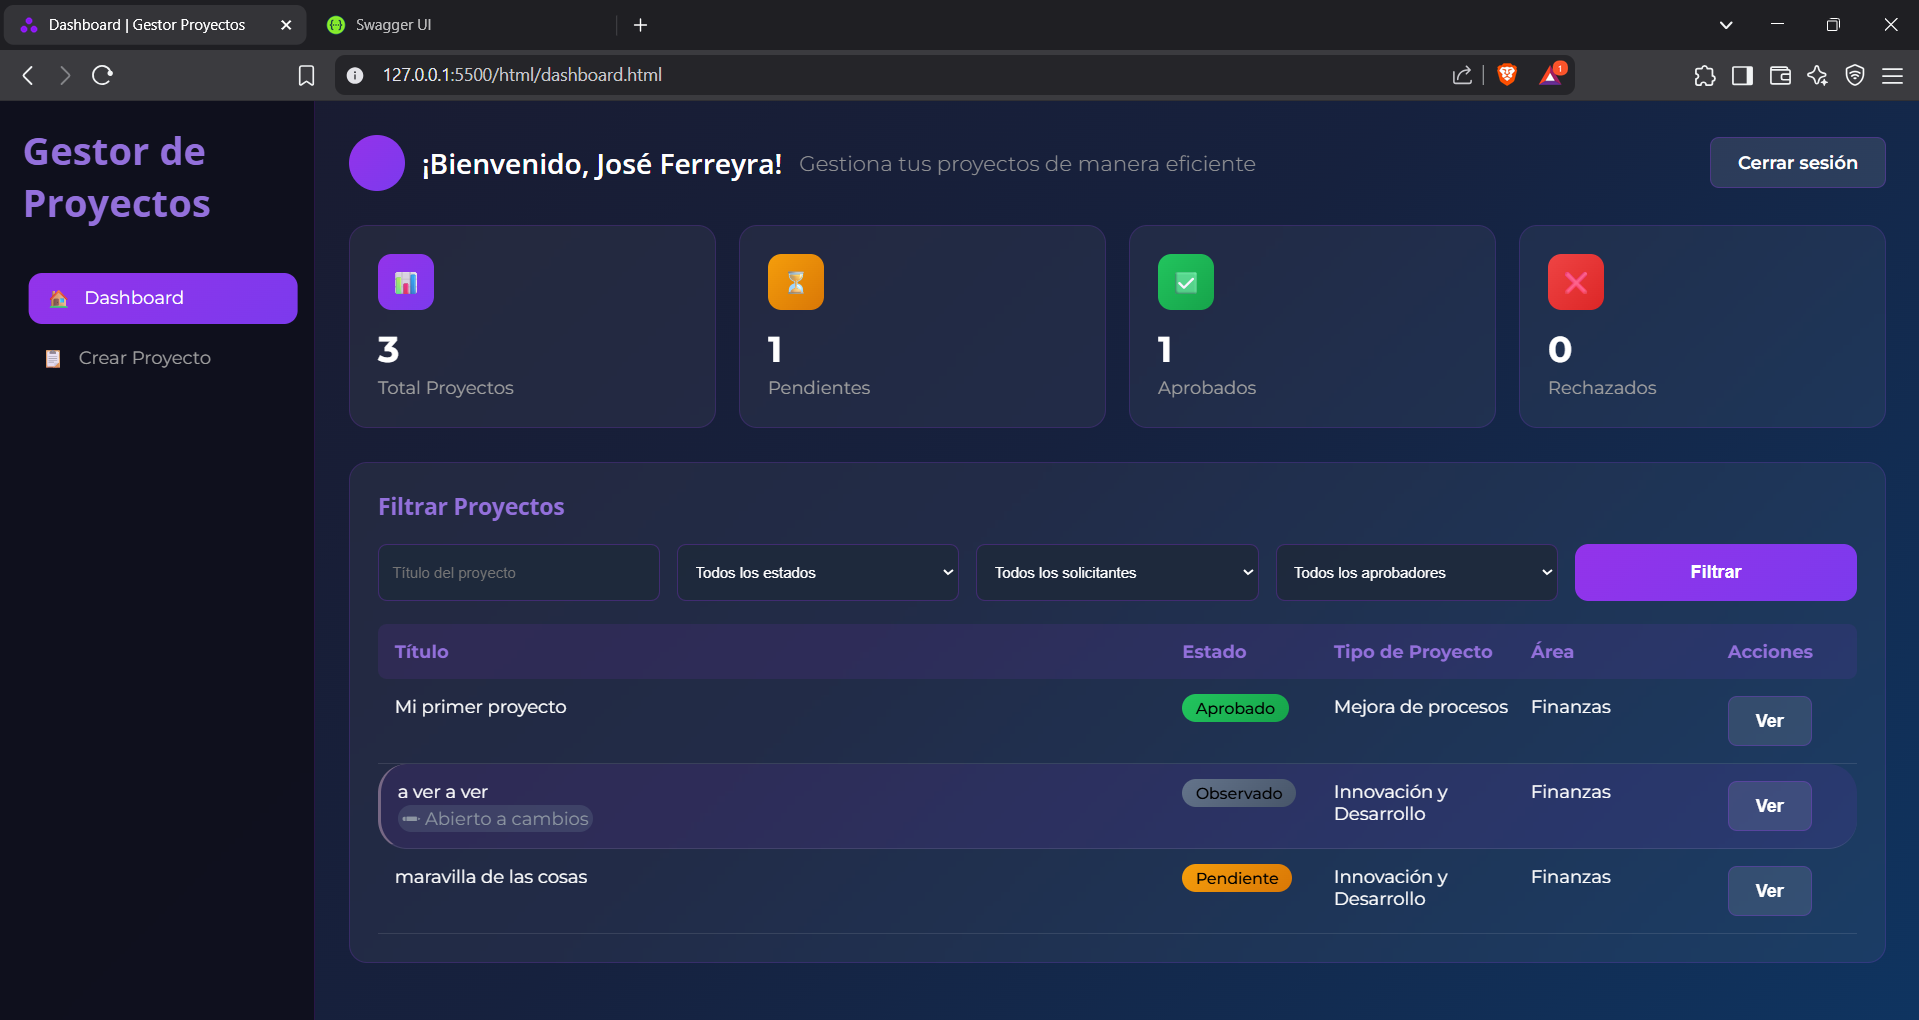 Dashboard | Gestor Proyectos
Swagger UI
127.0.0.1:5500/html/dashboard.html
1
Gestor de
Proyectos
Dashboard
Crear Proyecto
¡Bienvenido, José Ferreyra! Gestiona tus proyectos de manera eficiente
Cerrar sesión
3
Total Proyectos
1
Pendientes
1
Aprobados
0
Rechazados
Filtrar Proyectos
Título del proyecto
Todos los estados
Todos los solicitantes
Todos los aprobadores
Filtrar
Título Estado Tipo de Proyecto Área Acciones
Mi primer proyecto Aprobado Mejora de procesos Finanzas Ver
a ver a ver Observado Innovación y Finanzas Ver
Abierto a cambios Desarrollo
maravilla de las cosas Pendiente Innovación y Finanzas Ver
Desarrollo